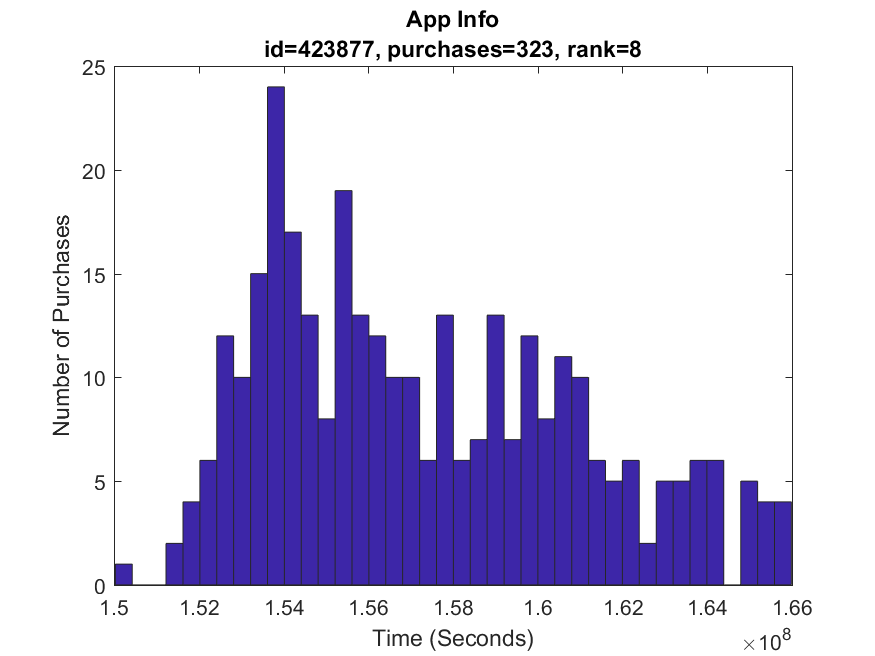 App Info
id=423877, purchases=323, rank=8
25
20
15
10
5
0
Number of Purchases
1.5 1.52 1.54 1.56 1.58 1.6 1.62 1.64 1.66
Time (Seconds)
×10⁸